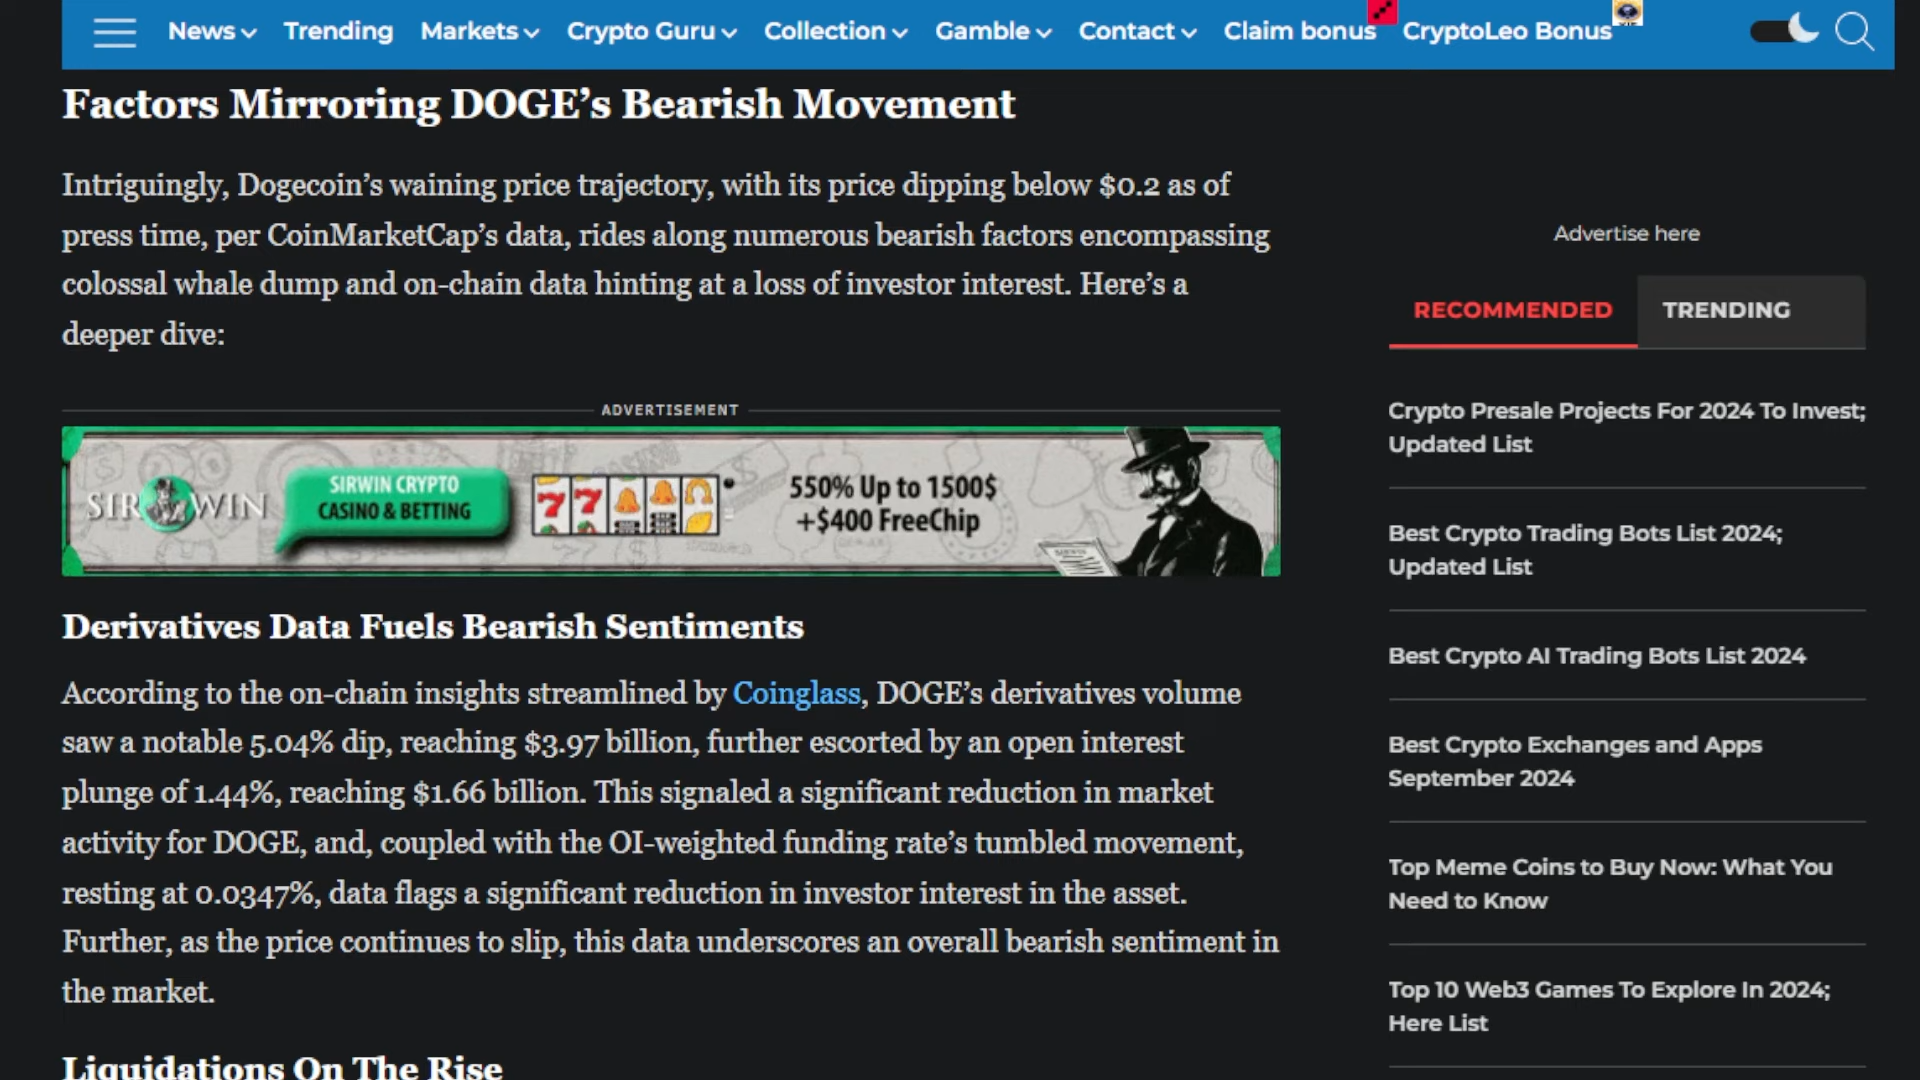 News Trending Markets Crypto Guru Collection Gamble Contact Claim bonus CryptoLeo Bonus
Factors Mirroring DOGE’s Bearish Movement
Intriguingly, Dogecoin’s waining price trajectory, with its price dipping below $0.2 as of
press time, per CoinMarketCap’s data, rides along numerous bearish factors encompassing
colossal whale dump and on-chain data hinting at a loss of investor interest. Here’s a
deeper dive:
ADVERTISEMENT
SIRWIN
SIRWIN CRYPTO
CASINO & BETTING
550% Up to 1500$
+$400 FreeChip
Derivatives Data Fuels Bearish Sentiments
According to the on-chain insights streamlined by Coinglass, DOGE’s derivatives volume
saw a notable 5.04% dip, reaching $3.97 billion, further escorted by an open interest
plunge of 1.44%, reaching $1.66 billion. This signaled a significant reduction in market
activity for DOGE, and, coupled with the OI-weighted funding rate’s tumbled movement,
resting at 0.0347%, data flags a significant reduction in investor interest in the asset.
Further, as the price continues to slip, this data underscores an overall bearish sentiment in
the market.
Liquidations On The Rise
Advertise here
RECOMMENDED TRENDING
Crypto Presale Projects For 2024 To Invest;
Updated List
Best Crypto Trading Bots List 2024;
Updated List
Best Crypto AI Trading Bots List 2024
Best Crypto Exchanges and Apps
September 2024
Top Meme Coins to Buy Now: What You
Need to Know
Top 10 Web3 Games To Explore In 2024;
Here List